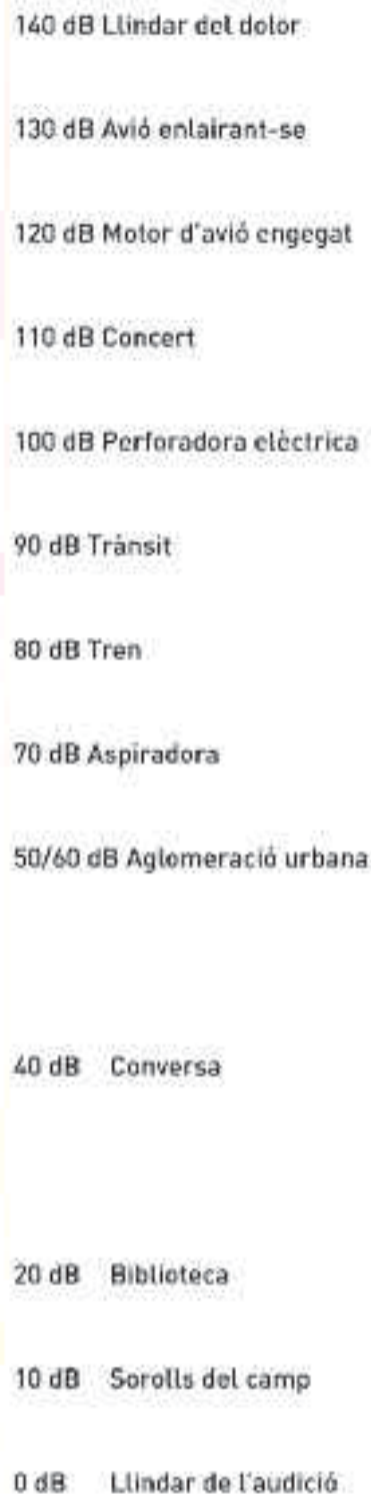 140 dB Llindar del dolor
130 dB Avió enlairant-se
120 dB Motor d'avió engegat
110 dB Concert
100 dB Perforadora elèctrica
90 dB Trànsit
80 dB Tren
70 dB Aspiradora
50/60 dB Aglomeració urbana
40 dB Conversa
20 dB Biblioteca
10 dB Sorolls del camp
0 dB Llindar de l'audició